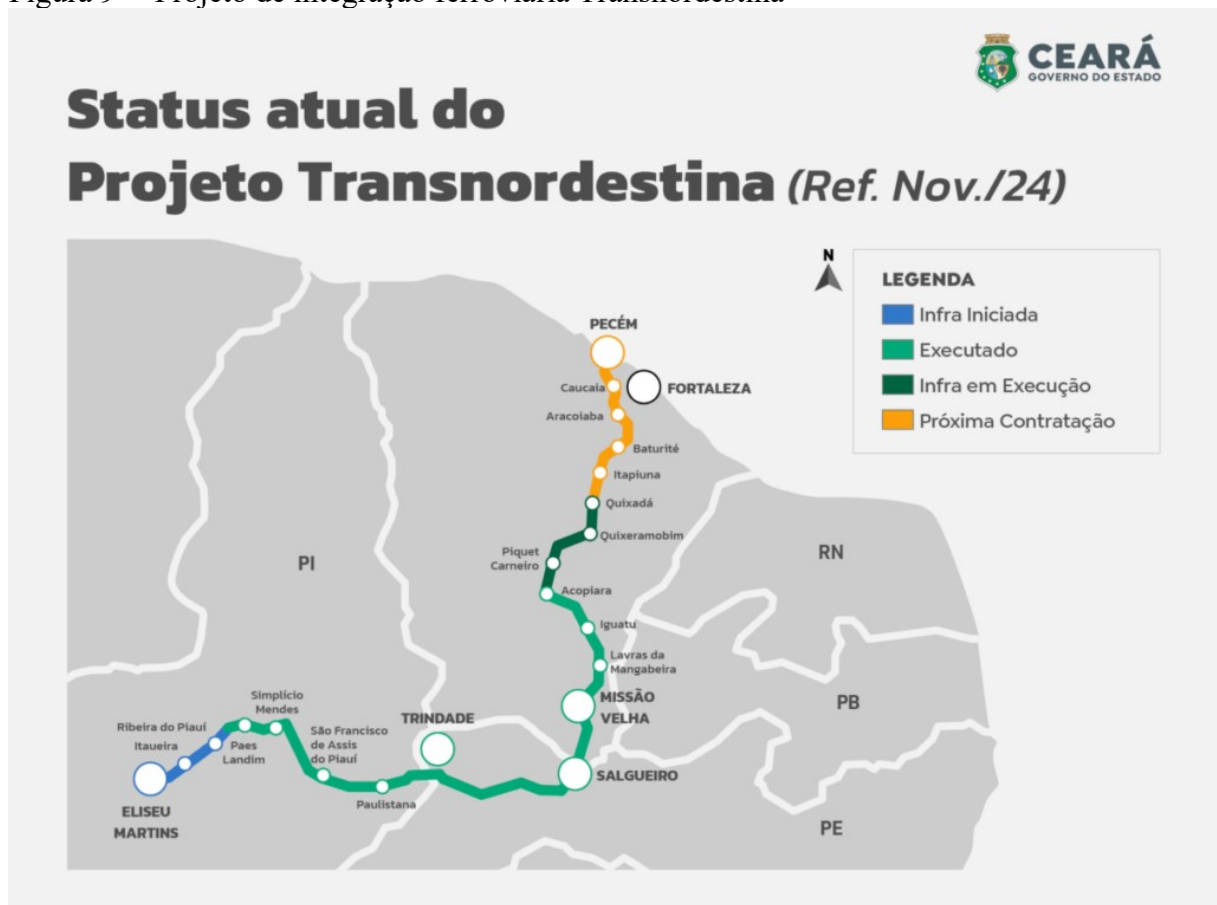 Figura 9 – Projeto de integração ferroviária Transnordestina
CEARÁ
GOVERNO DO ESTADO
Status atual do
Projeto Transnordestina (Ref. Nov./24)
N
LEGENDA
Infra Iniciada
Executado
Infra em Execução
Próxima Contratação
PECÉM
Caucaia
FORTALEZA
Aracoiaba
Baturité
Itapiuna
Quixadá
Quixeramobim
Piquet
Carneiro
Acopiara
Iguatu
Lavras da
Mangabeira
MISSÃO
VELHA
SALGUEIRO
TRINDADE
Simplício
Mendes
Ribeira do Piauí
Itaueira
Paes
Landim
São Francisco
de Assis
do Piauí
Paulistana
ELISEU
MARTINS
PI
RN
PB
PE